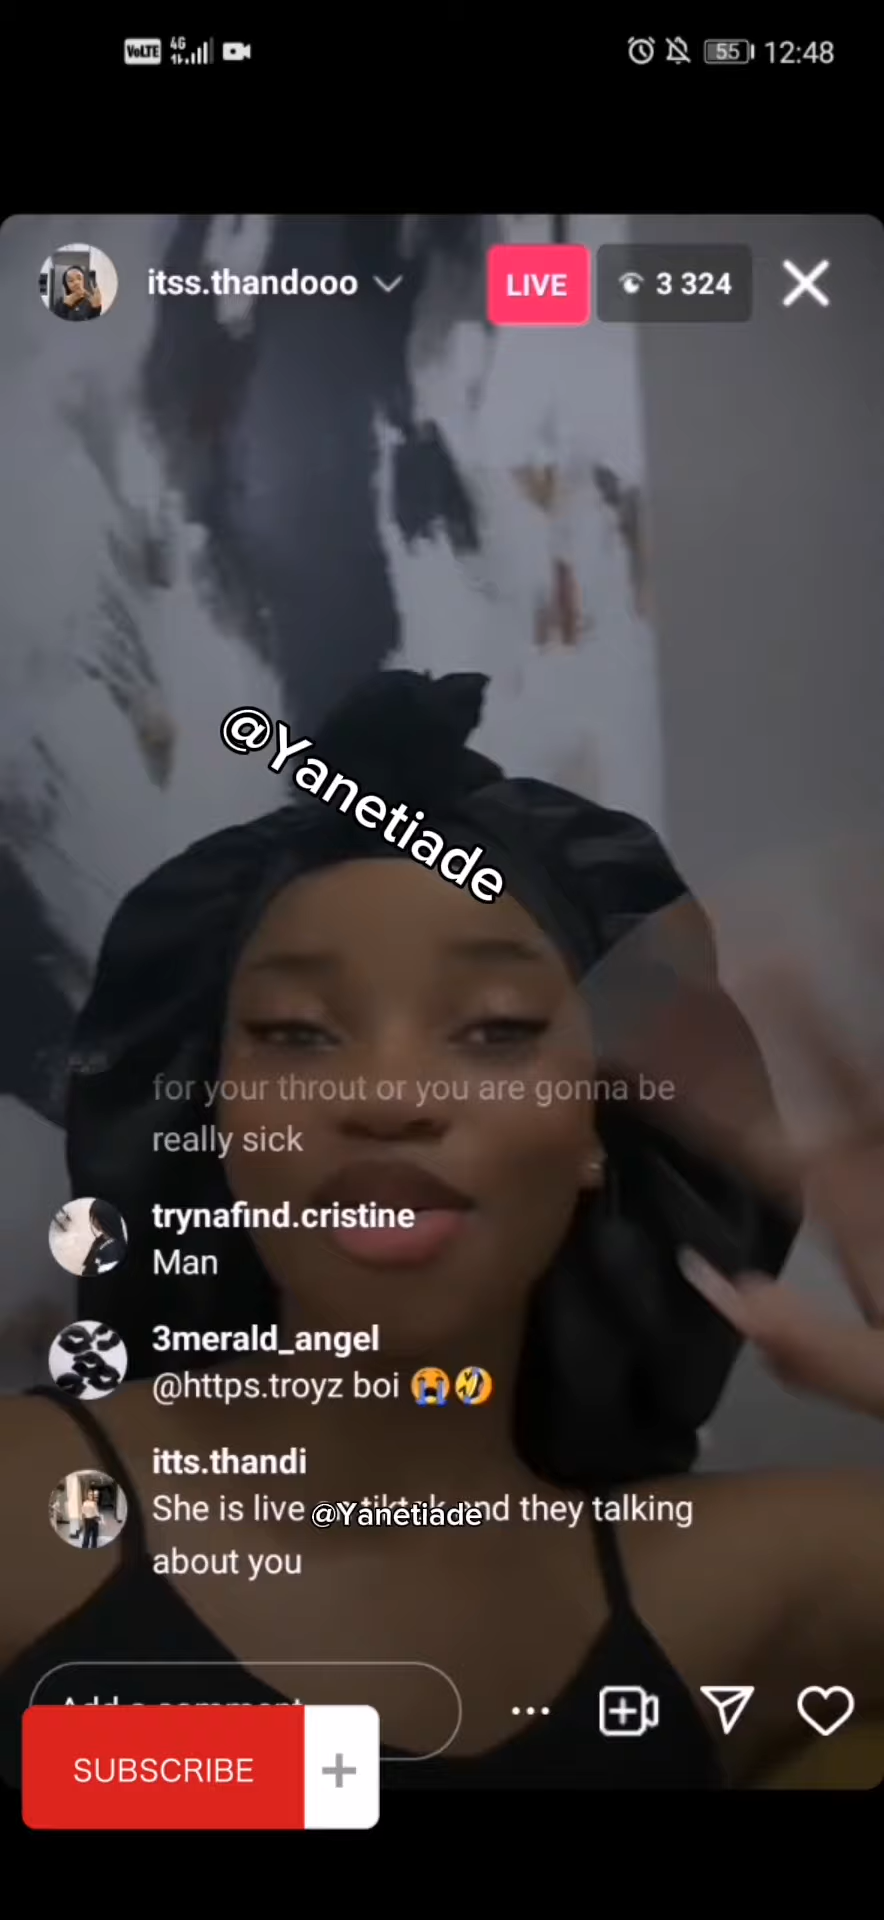 VoLTE 4G 55 12:48
itss.thandooo LIVE 3 324
@Yanetiade
for your throut or you are gonna be
really sick
trynafind.cristine
Man
3merald_angel
@https.troyz boi 😭🤣
itts.thandi
She is live @Yanetiade and they talking
about you
Add a comment
SUBSCRIBE +